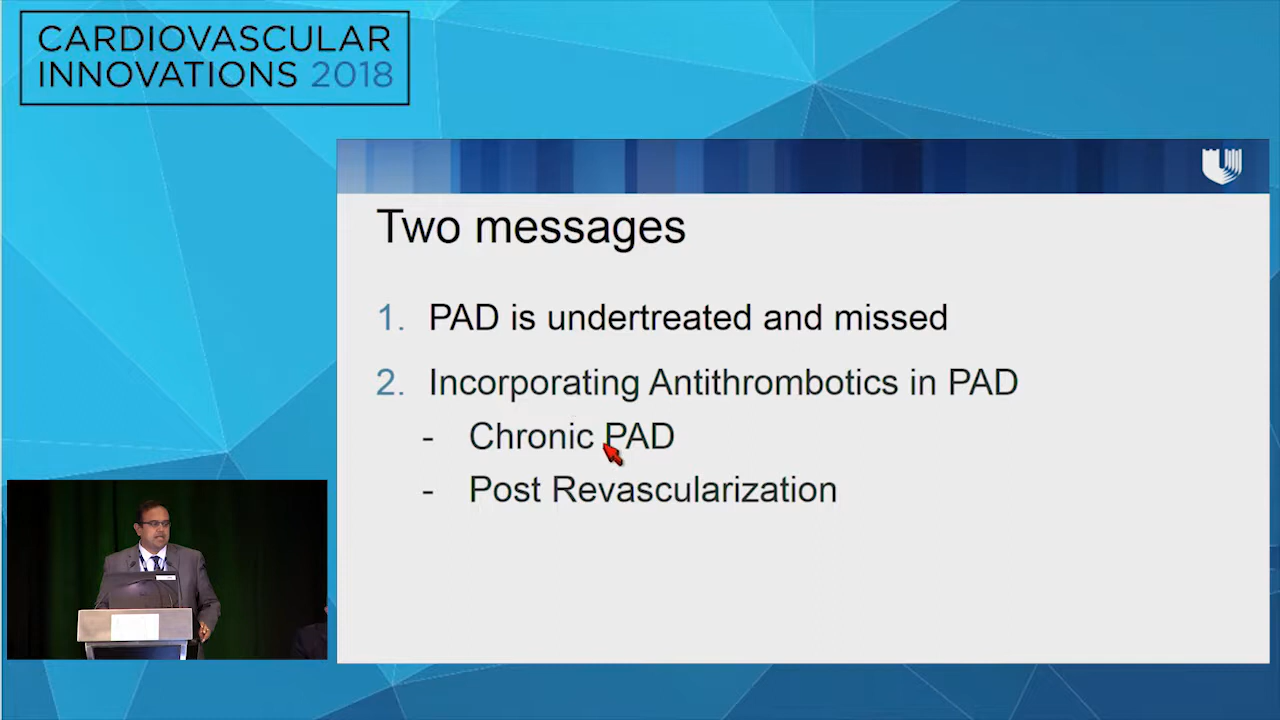 CARDIOVASCULAR
INNOVATIONS 2018
Two messages
1. PAD is undertreated and missed
2. Incorporating Antithrombotics in PAD
- Chronic PAD
- Post Revascularization